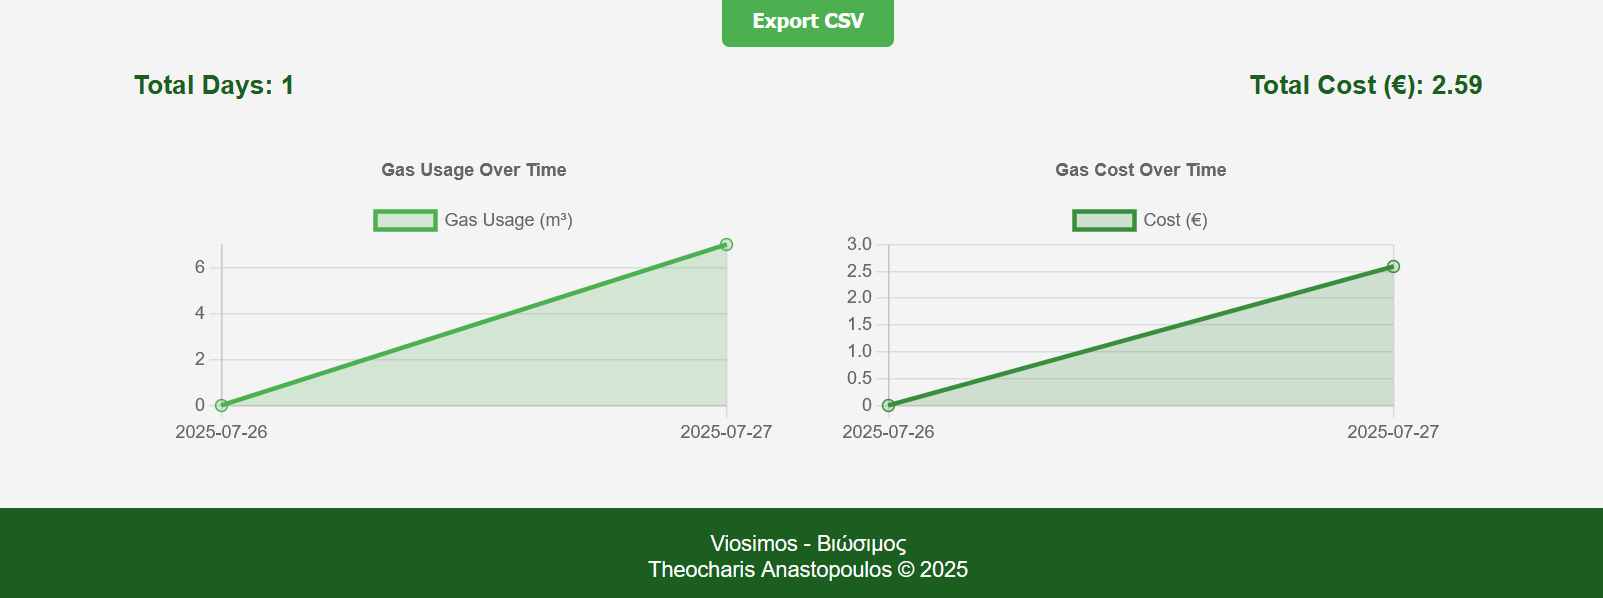 Export CSV
Total Days: 1
Total Cost (€): 2.59
Gas Usage Over Time
Gas Usage (m³)
6
4
2
0
2025-07-26
2025-07-27
Gas Cost Over Time
Cost (€)
3.0
2.5
2.0
1.5
1.0
0.5
0
2025-07-26
2025-07-27
Viosimos - Βιώσιμος
Theocharis Anastopoulos © 2025